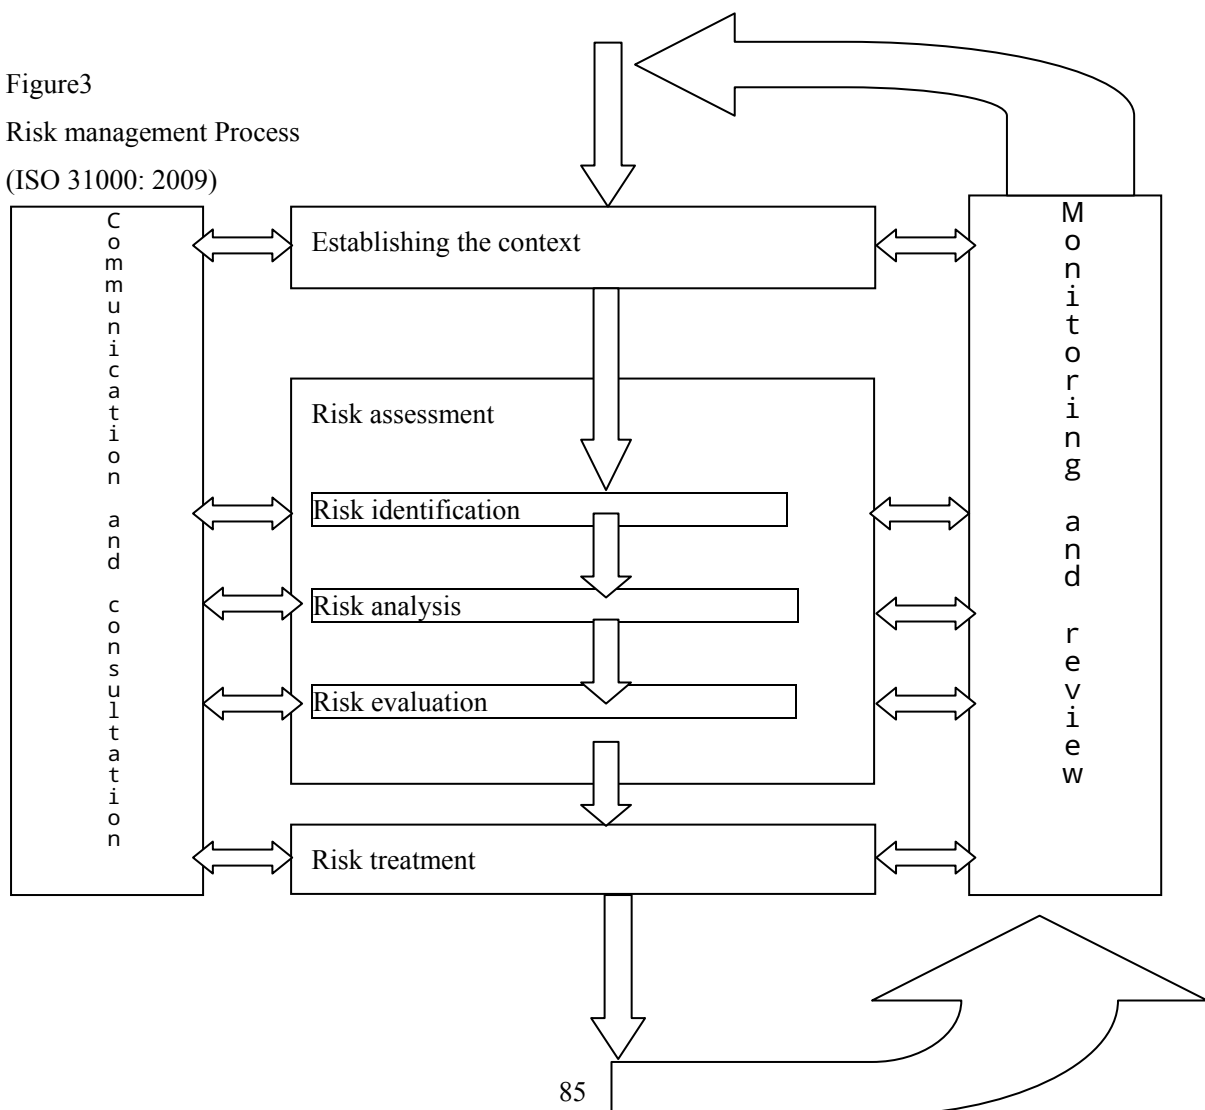 Figure3
Risk management Process
(ISO 31000: 2009)
Communication and consultation
Establishing the context
Risk assessment
Risk identification
Risk analysis
Risk evaluation
Risk treatment
Monitoring and review
85